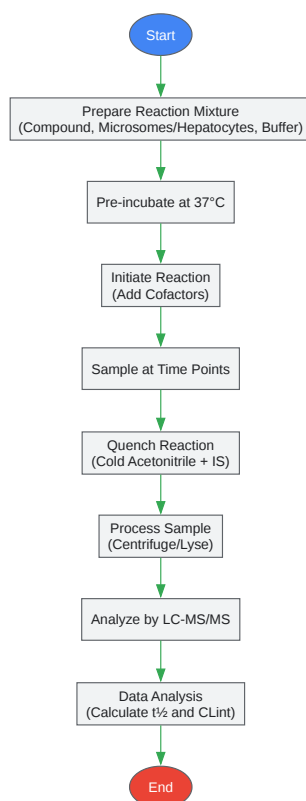 Start
Prepare Reaction Mixture
(Compound, Microsomes/Hepatocytes, Buffer)
Pre-incubate at 37°C
Initiate Reaction
(Add Cofactors)
Sample at Time Points
Quench Reaction
(Cold Acetonitrile + IS)
Process Sample
(Centrifuge/Lyse)
Analyze by LC-MS/MS
Data Analysis
(Calculate t½ and CLint)
End